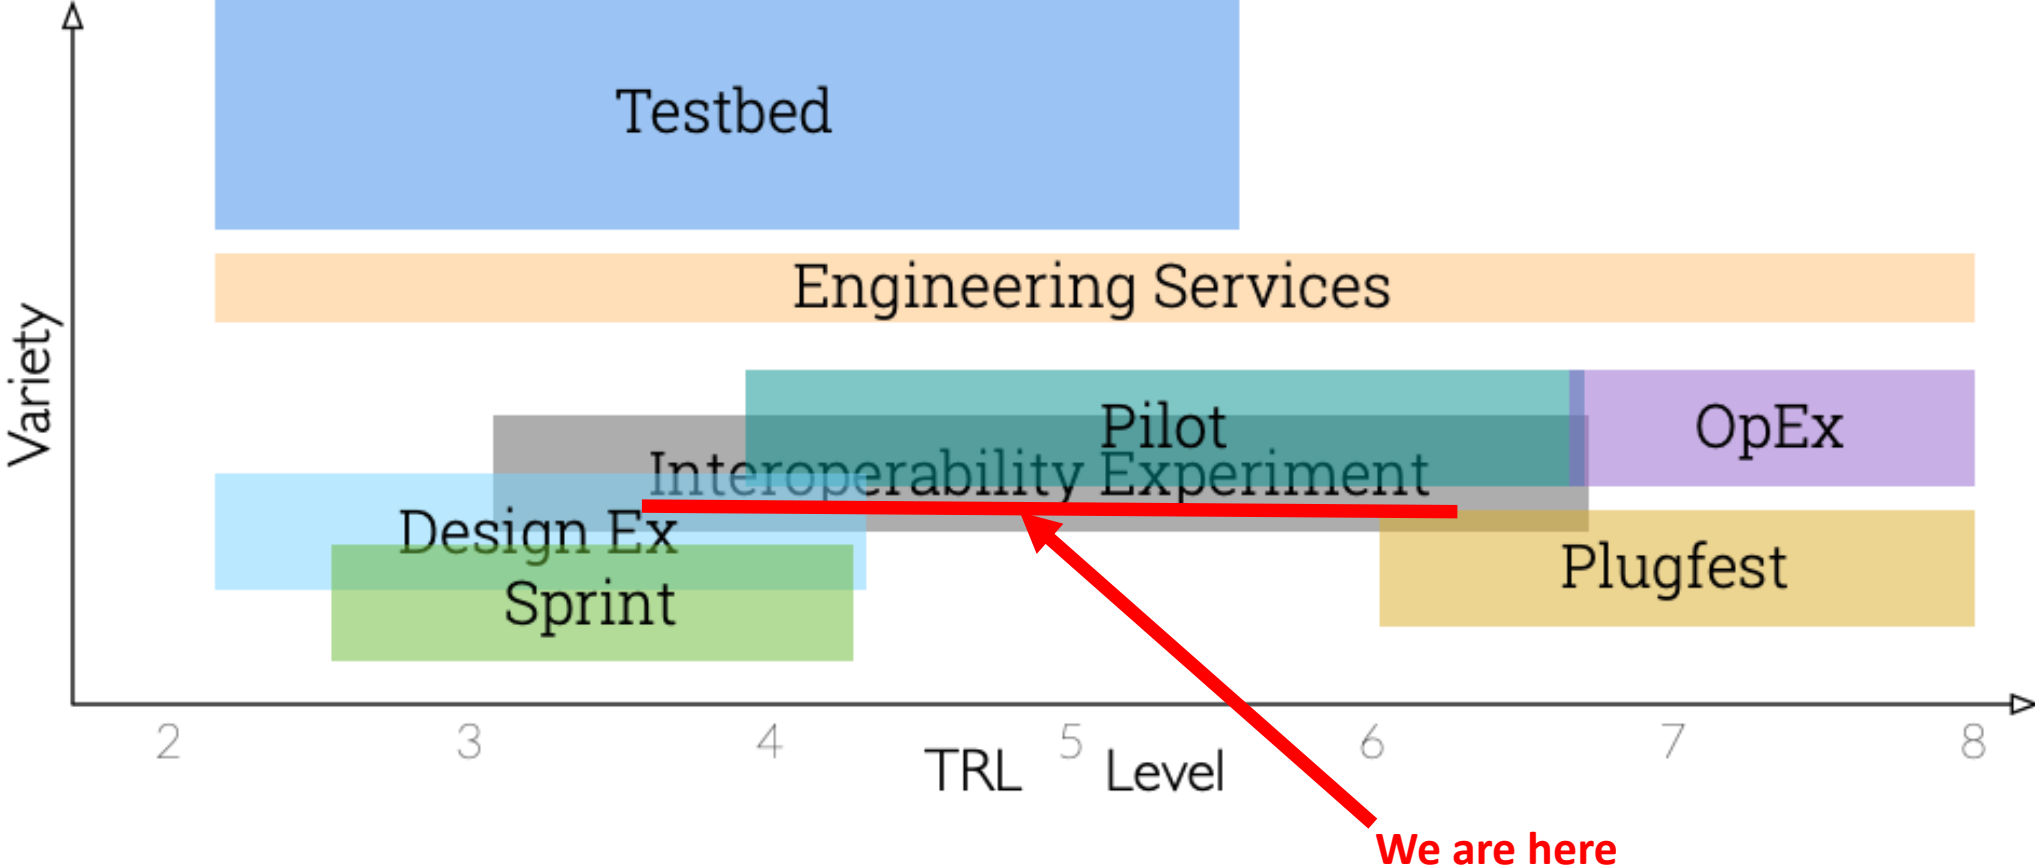 Testbed
Engineering Services
Variety
Pilot
OpEx
Interoperability Experiment
Design Ex
Plugfest
Sprint
2 3 4 5 6 7 8
TRL Level
We are here